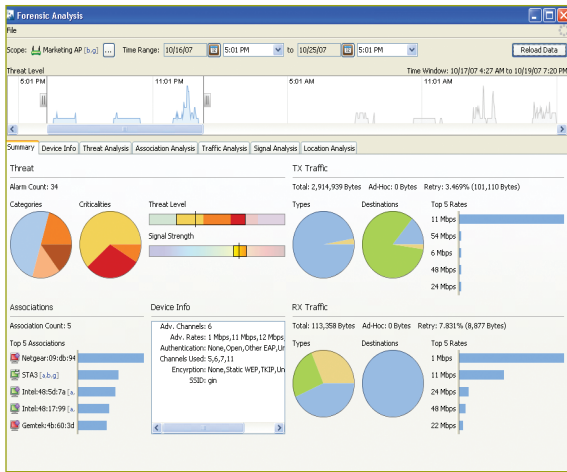 Forensic Analysis
File
Scope: Marketing AP [b,g] ... Time Range: 10/16/07 5:01 PM to 10/25/07 5:01 PM Reload Data
Threat Level Time Window: 10/17/07 4:27 AM to 10/19/07 7:20 PM
5:01 PM 11:01 PM 5:01 AM 11:01 AM
Summary Device Info Threat Analysis Association Analysis Traffic Analysis Signal Analysis Location Analysis
Threat
Alarm Count: 34
Categories Criticalities Threat Level
Signal Strength
TX Traffic
Total: 2,914,939 Bytes Ad-Hoc: 0 Bytes Retry: 3.469% (101,110 Bytes)
Types Destinations Top 5 Rates
11 Mbps
54 Mbps
6 Mbps
48 Mbps
24 Mbps
Associations
Association Count: 5
Top 5 Associations
Netgear:09:db:94
STA3 [a,b,g]
Intel:48:5d:7a [a,
Intel:48:17:99 [a,
Gemtek:4b:60:3d
Device Info
Adv. Channels: 6
Adv. Rates: 1 Mbps,11 Mbps,12 Mbps
Authentication: None,Open,Other EAP,Un
Channels Used: 5,6,7,11
Encyrption: None,Static WEP,TKIP,Un
SSID: gin
RX Traffic
Total: 113,358 Bytes Ad-Hoc: 0 Bytes Retry: 7.831% (8,877 Bytes)
Types Destinations Top 5 Rates
1 Mbps
11 Mbps
24 Mbps
48 Mbps
22 Mbps